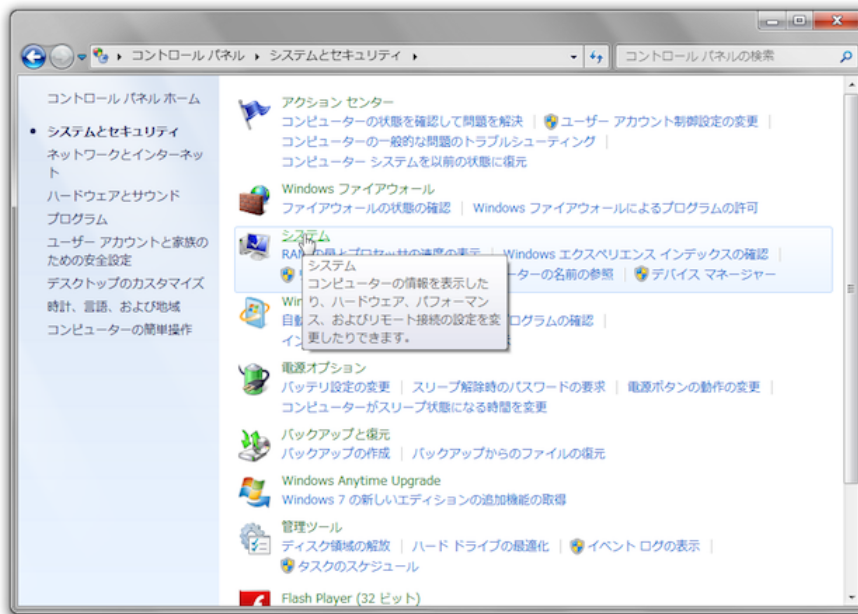 コントロール パネル ▸ システムとセキュリティ ▸
コントロール パネルの検索
コントロール パネル ホーム
システムとセキュリティ
ネットワークとインターネッ
ト
ハードウェアとサウンド
プログラム
ユーザー アカウントと家族の
ための安全設定
デスクトップのカスタマイズ
時計、言語、および地域
コンピューターの簡単操作
アクション センター
コンピューターの状態を確認して問題を解決 | ユーザー アカウント制御設定の変更 |
コンピューターの一般的な問題のトラブルシューティング |
コンピューター システムを以前の状態に復元
Windows ファイアウォール
ファイアウォールの状態の確認 | Windows ファイアウォールによるプログラムの許可
システム
RAM の量とプロセッサの速度の表示 | Windows エクスペリエンス インデックスの確認 |
ーターの名前の参照 | デバイス マネージャー
システム
コンピューターの情報を表示した
り、ハードウェア、パフォーマン
ス、およびリモート接続の設定を変
更したりできます。
Win
自動
ログラムの確認 |
イン
電源オプション
バッテリ設定の変更 | スリープ解除時のパスワードの要求 | 電源ボタンの動作の変更 |
コンピューターがスリープ状態になる時間を変更
バックアップと復元
バックアップの作成 | バックアップからのファイルの復元
Windows Anytime Upgrade
Windows 7 の新しいエディションの追加機能の取得
管理ツール
ディスク領域の解放 | ハード ドライブの最適化 | イベント ログの表示 |
タスクのスケジュール
Flash Player (32 ビット)